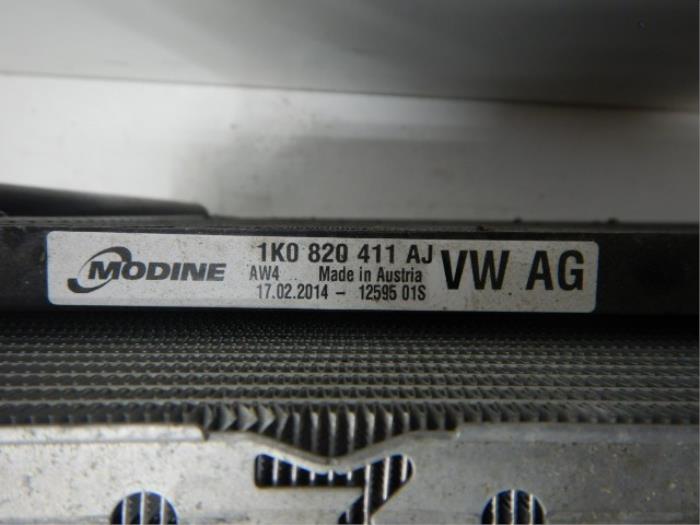 MODINE
1K0 820 411 AJ
AW4 Made in Austria
17.02.2014 - 12595 01S
VW AG